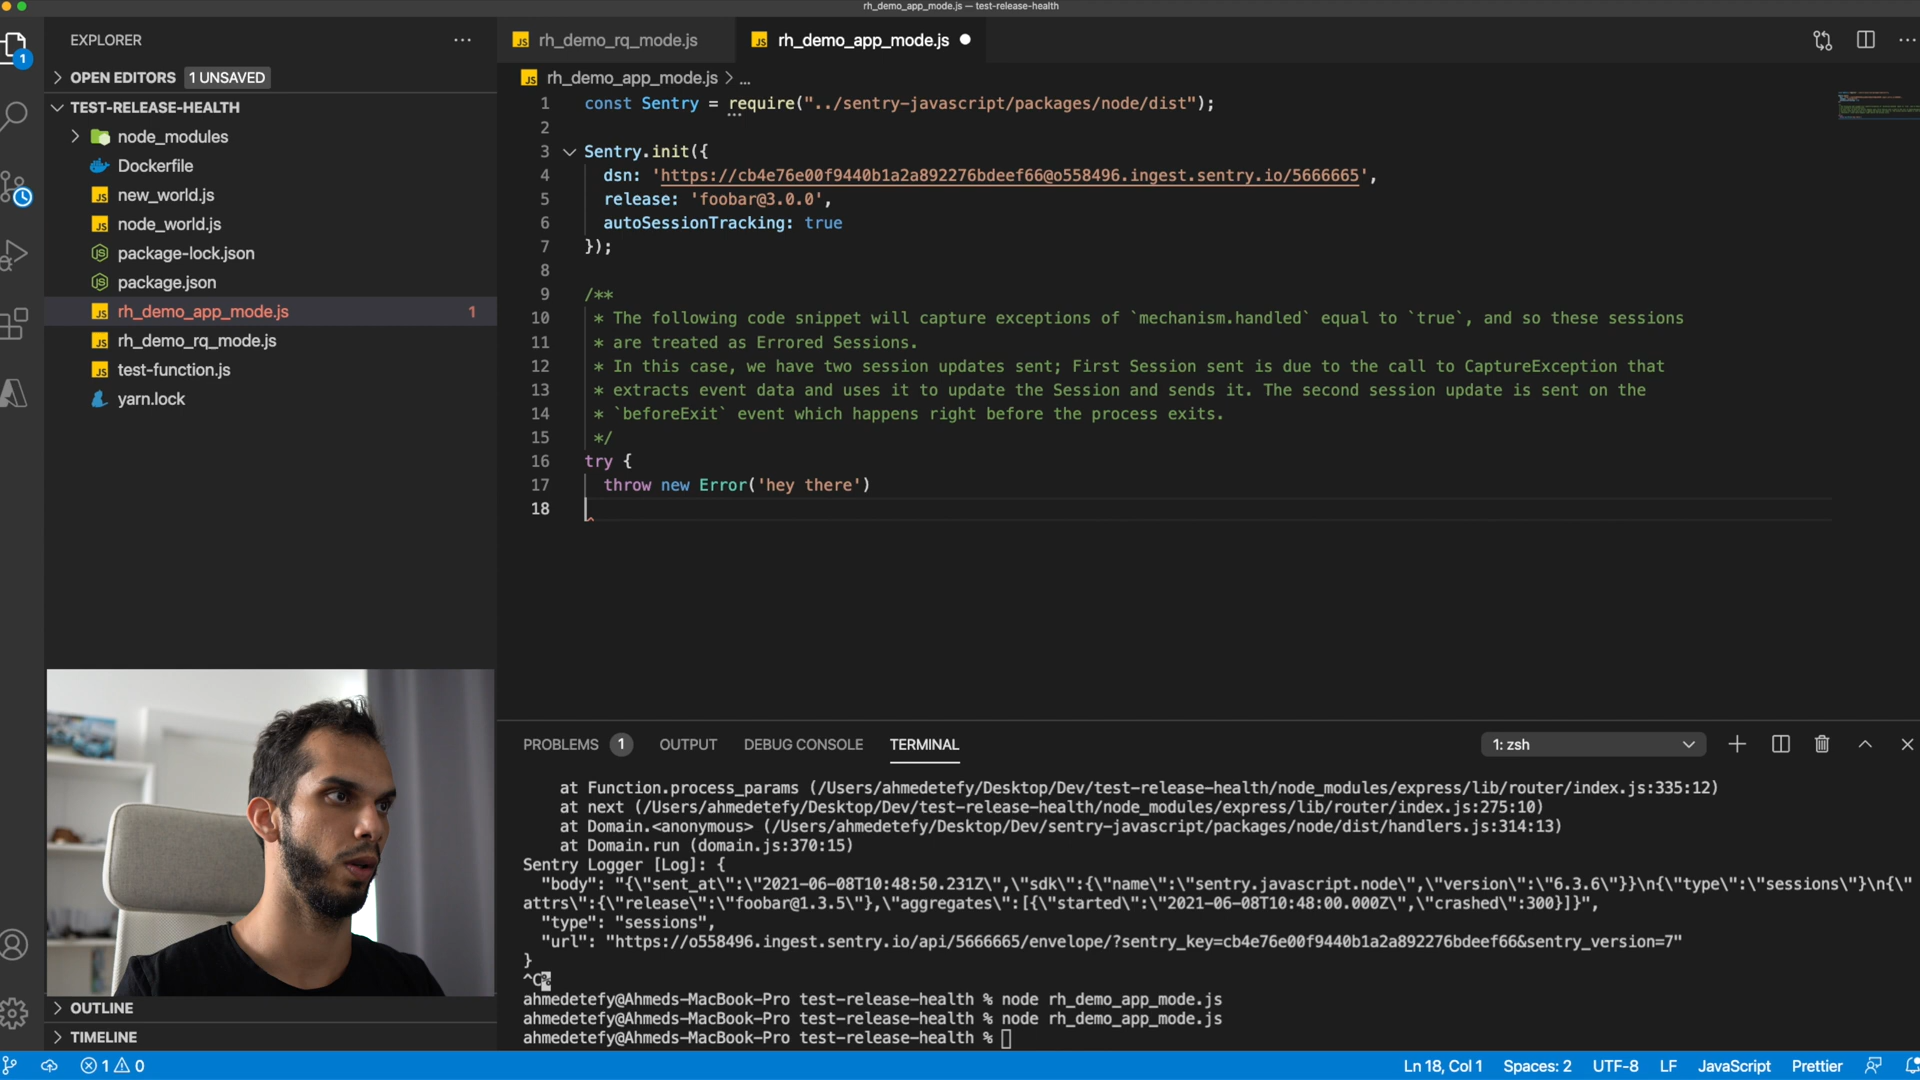 rh_demo_app_mode.js — test-release-health
EXPLORER
rh_demo_rq_mode.js
rh_demo_app_mode.js
1
OPEN EDITORS 1 UNSAVED
rh_demo_app_mode.js > ...
TEST-RELEASE-HEALTH
node_modules
Dockerfile
new_world.js
node_world.js
package-lock.json
package.json
rh_demo_app_mode.js 1
rh_demo_rq_mode.js
test-function.js
yarn.lock
1 const Sentry = require("../sentry-javascript/packages/node/dist");
2
3 Sentry.init({
4 dsn: 'https://cb4e76e00f9440b1a2a892276bdeef66@o558496.ingest.sentry.io/5666665',
5 release: 'foobar@3.0.0',
6 autoSessionTracking: true
7 });
8
9 /**
10 * The following code snippet will capture exceptions of `mechanism.handled` equal to `true`, and so these sessions
11 * are treated as Errored Sessions.
12 * In this case, we have two session updates sent; First Session sent is due to the call to CaptureException that
13 * extracts event data and uses it to update the Session and sends it. The second session update is sent on the
14 * `beforeExit` event which happens right before the process exits.
15 */
16 try {
17 throw new Error('hey there')
18
PROBLEMS 1 OUTPUT DEBUG CONSOLE TERMINAL 1: zsh
at Function.process_params (/Users/ahmedetefy/Desktop/Dev/test-release-health/node_modules/express/lib/router/index.js:335:12)
at next (/Users/ahmedetefy/Desktop/Dev/test-release-health/node_modules/express/lib/router/index.js:275:10)
at Domain.<anonymous> (/Users/ahmedetefy/Desktop/Dev/sentry-javascript/packages/node/dist/handlers.js:314:13)
at Domain.run (domain.js:370:15)
Sentry Logger [Log]: {
"body": "{\"sent_at\":\"2021-06-08T10:48:50.231Z\",\"sdk\":{\"name\":\"sentry.javascript.node\",\"version\":\"6.3.6\"}}\n{\"type\":\"sessions\"}\n{\"
attrs\":{\"release\":\"foobar@1.3.5\"},\"aggregates\":[{\"started\":\"2021-06-08T10:48:00.000Z\",\"crashed\":300}]}",
"type": "sessions",
"url": "https://o558496.ingest.sentry.io/api/5666665/envelope/?sentry_key=cb4e76e00f9440b1a2a892276bdeef66&sentry_version=7"
}
^C%
ahmedetefy@Ahmeds-MacBook-Pro test-release-health % node rh_demo_app_mode.js
ahmedetefy@Ahmeds-MacBook-Pro test-release-health % node rh_demo_app_mode.js
ahmedetefy@Ahmeds-MacBook-Pro test-release-health %
OUTLINE
TIMELINE
1 0
Ln 18, Col 1 Spaces: 2 UTF-8 LF JavaScript Prettier